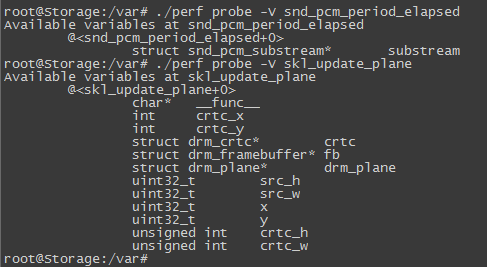 root@Storage:/var# ./perf probe -V snd_pcm_period_elapsed
Available variables at snd_pcm_period_elapsed
        @<snd_pcm_period_elapsed+0>
                struct snd_pcm_substream*       substream
root@Storage:/var# ./perf probe -V skl_update_plane
Available variables at skl_update_plane
        @<skl_update_plane+0>
                char*   __func__
                int     crtc_x
                int     crtc_y
                struct drm_crtc*        crtc
                struct drm_framebuffer* fb
                struct drm_plane*       drm_plane
                uint32_t        src_h
                uint32_t        src_w
                uint32_t        x
                uint32_t        y
                unsigned int    crtc_h
                unsigned int    crtc_w
root@Storage:/var#